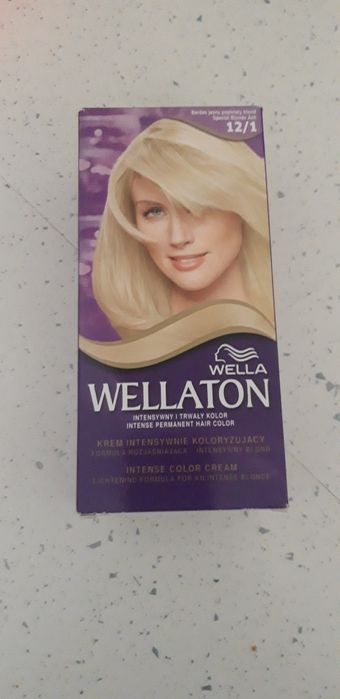 Bardzo jasny popielaty blond
Special Blonde Ash
12/1
WELLA
WELLATON
INTENSYWNY I TRWAŁY KOLOR
INTENSE PERMANENT HAIR COLOR
KREM INTENSYWNIE KOLORYZUJĄCY
FORMUŁA ROZJAŚNIAJĄCA - INTENSYWNY BLOND
INTENSE COLOR CREAM
LIGHTENING FORMULA FOR AN INTENSE BLONDE